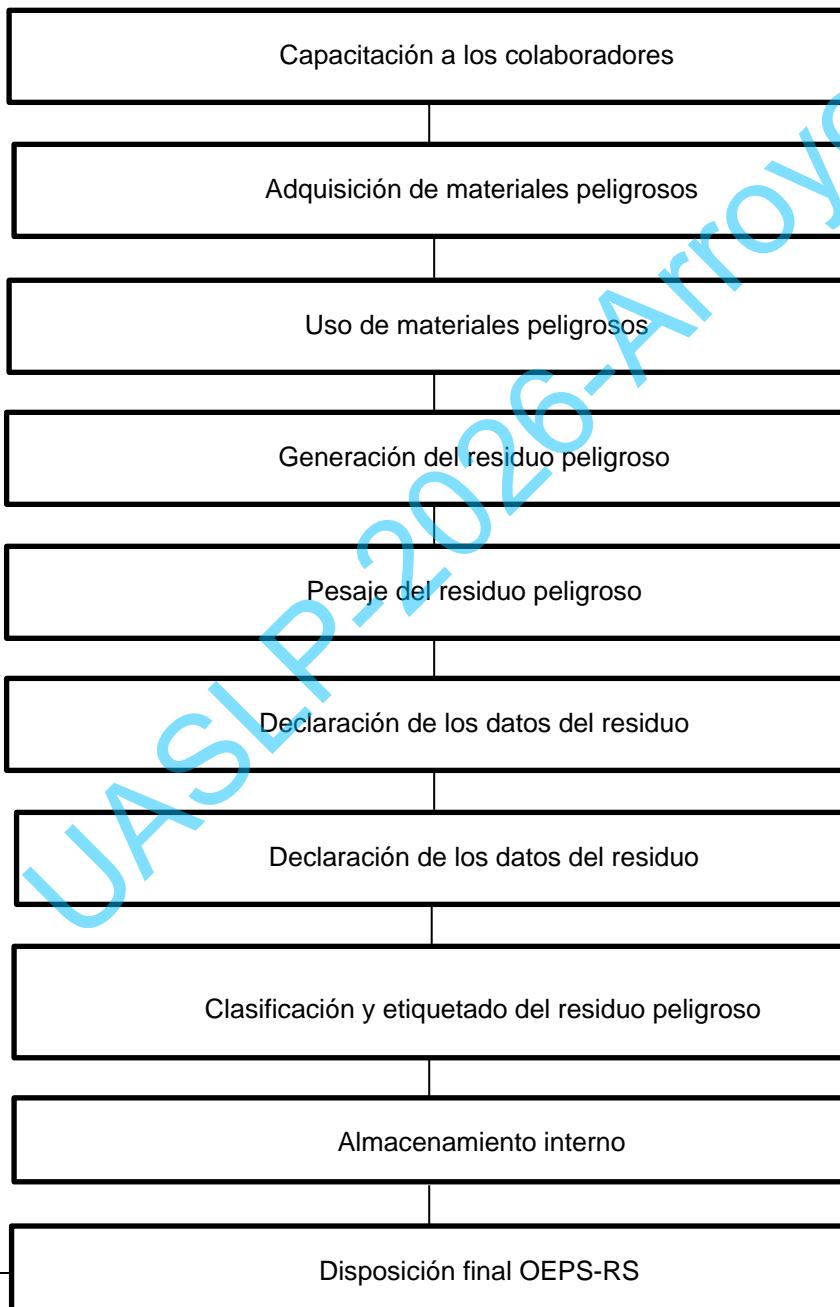 Capacitación a los colaboradores
Adquisición de materiales peligrosos
Uso de materiales peligrosos
Generación del residuo peligroso
Pesaje del residuo peligroso
Declaración de los datos del residuo
Declaración de los datos del residuo
Clasificación y etiquetado del residuo peligroso
Almacenamiento interno
Disposición final OEPS-RS
UASLP-2026-Arroyo